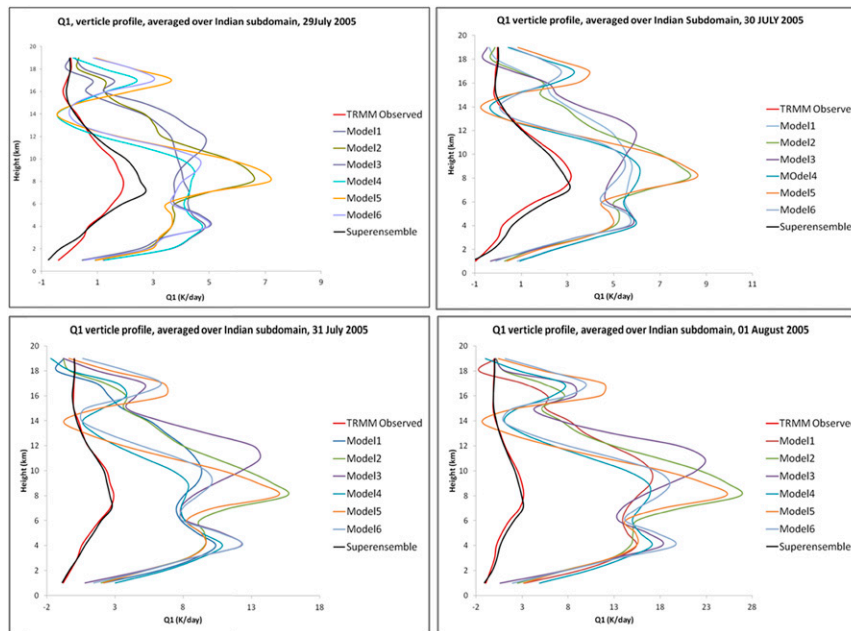 Q1, verticle profile, averaged over Indian subdomain, 29July 2005
20
18
16
14
12
10
8
6
4
2
0
Height (km)
-1 1 3 5 7 9
Q1 (K/day)
TRMM Observed
Model1
Model2
Model3
Model4
Model5
Model6
Superensemble
Q1 verticle profile, averaged over Indian Subdomain, 30 JULY 2005
20
18
16
14
12
10
8
6
4
2
0
Height (km)
-1 1 3 5 7 9 11
Q1 (K/day)
TRMM Observed
Model1
Model2
Model3
MOdel4
Model5
Model6
Superensemble
Q1 verticle profile, averaged over Indian subdomain, 31 July 2005
20
18
16
14
12
10
8
6
4
2
0
Height (km)
-2 3 8 13 18
Q1 (K/day)
TRMM Observed
Model1
Model2
Model3
Model4
Model5
Model6
Superensemble
Q1 verticle profile, averaged over Indian subdomain, 01 August 2005
20
18
16
14
12
10
8
6
4
2
0
Height (km)
-2 3 8 13 18 23 28
Q1 (K/day)
TRMM Observed
Model1
Model2
Model3
Model4
Model5
Model6
Superensemble